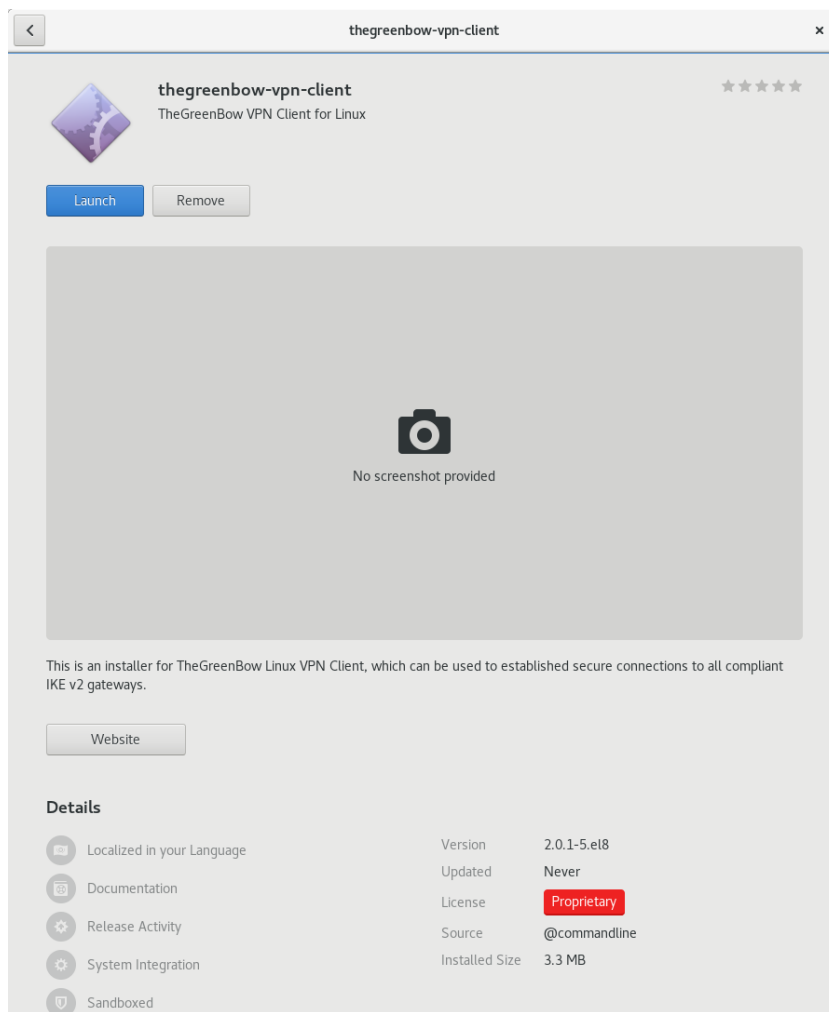 thegreenbow-vpn-client
thegreenbow-vpn-client
TheGreenBow VPN Client for Linux
Launch
Remove
No screenshot provided
This is an installer for TheGreenBow Linux VPN Client, which can be used to established secure connections to all compliant
IKE v2 gateways.
Website
Details
Localized in your Language
Documentation
Release Activity
System Integration
Sandboxed
Version 2.0.1-5.el8
Updated Never
License Proprietary
Source @commandline
Installed Size 3.3 MB